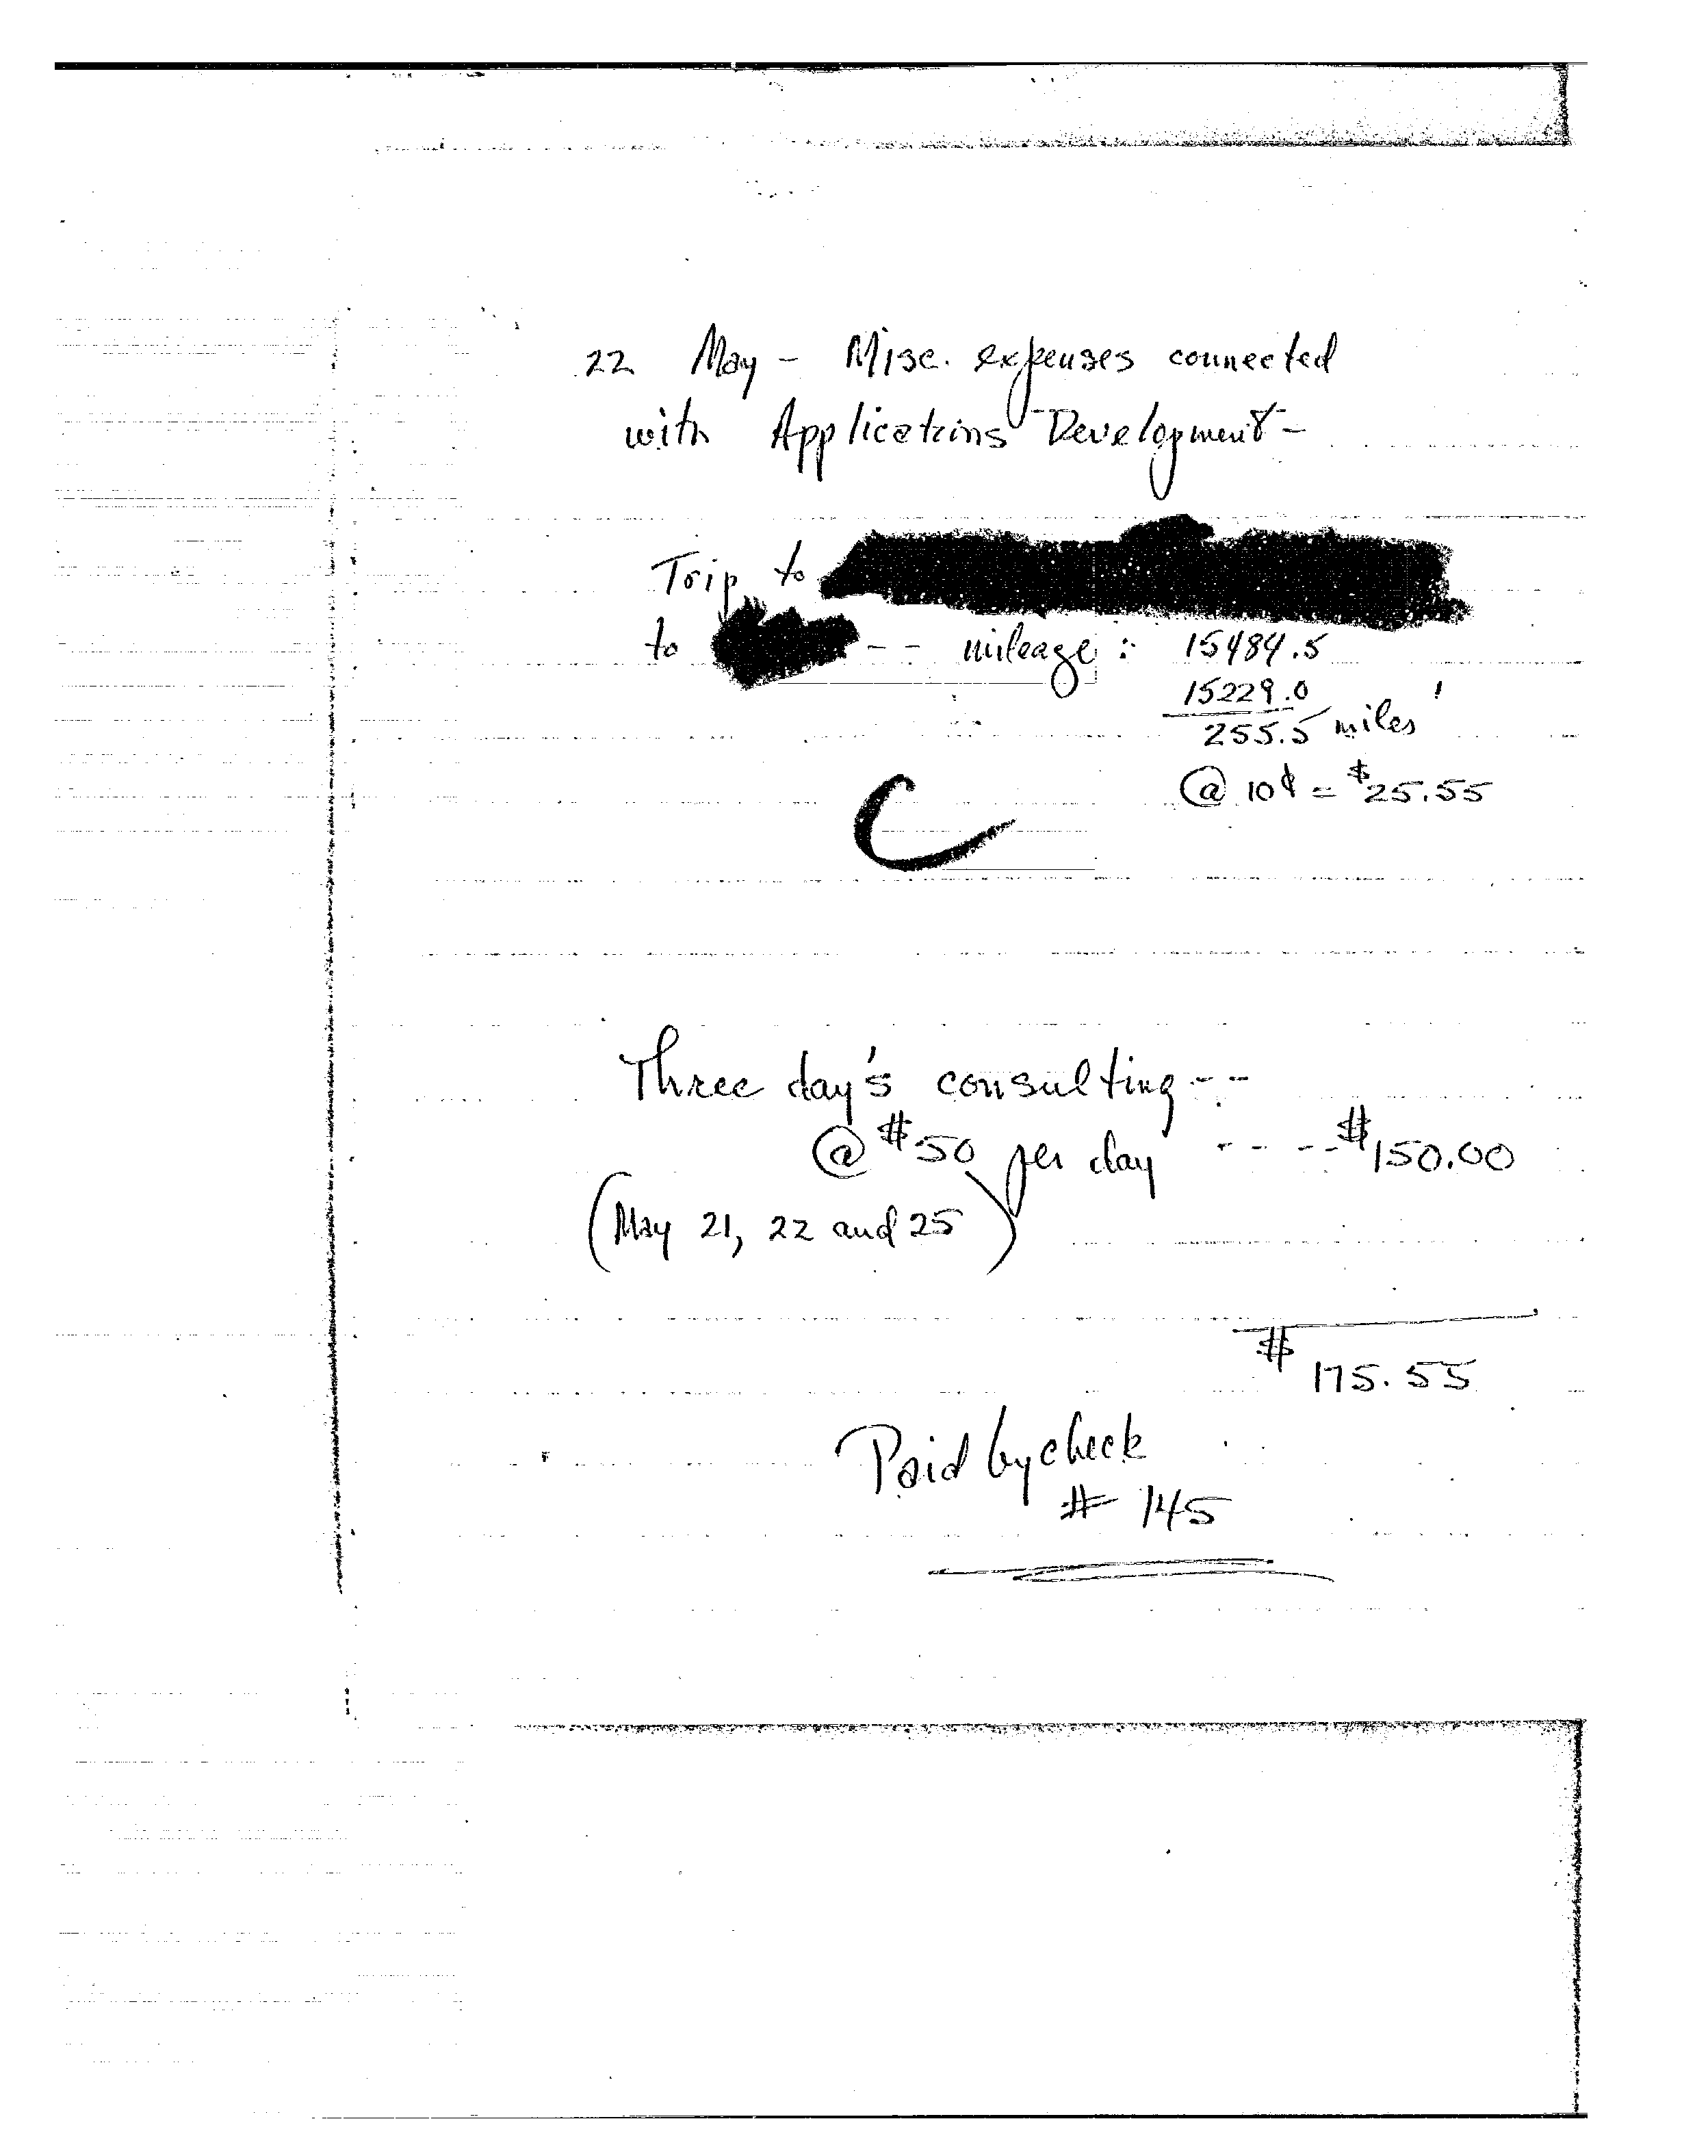 22 May - Misc. expenses connected
with Applications Development -
Trip to
to -- mileage: 15484.5
15229.0
255.5 miles
@ 10¢ = $25.55
C
Three day's consulting --
@ $50 per day ---- $150.00
(May 21, 22 and 25)
$175.55
Paid by check
# 145